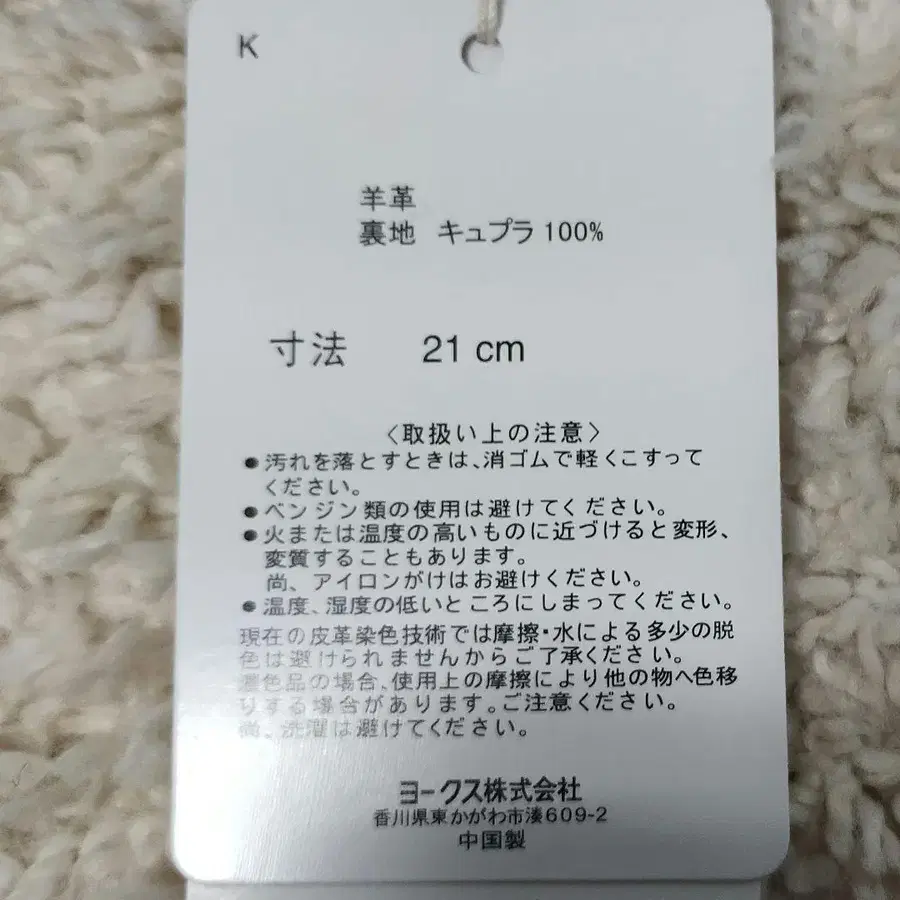 K
羊革
裏地 キュプラ 100%
寸法 21 cm
〈取扱い上の注意〉
●汚れを落とすときは、消ゴムで軽くこすって
ください。
●ベンジン類の使用は避けてください。
●火または温度の高いものに近づけると変形、
変質することもあります。
尚、アイロンがけはお避けください。
●温度、湿度の低いところにしまってください。
現在の皮革染色技術では摩擦・水による多少の脱
色は避けられませんからご了承ください。
濃色品の場合、使用上の摩擦により他の物へ色移
りする場合があります。ご注意ください。
尚、洗濯は避けてください。
ヨークス株式会社
香川県東かがわ市湊609-2
中国製